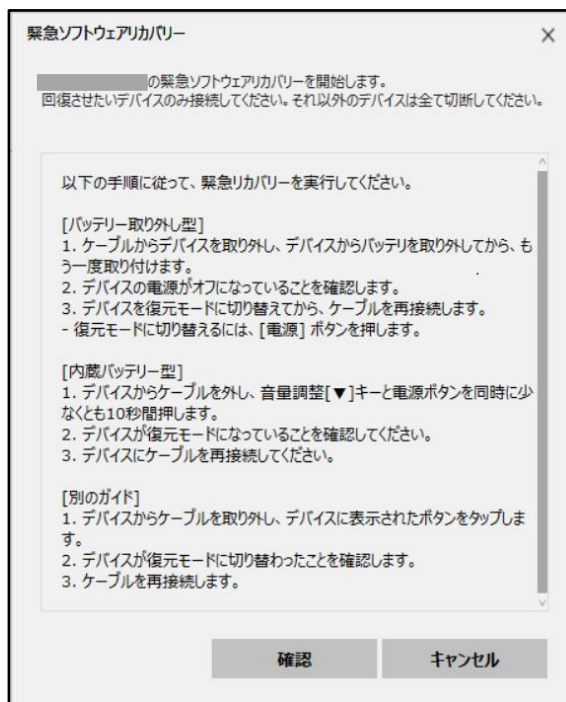 緊急ソフトウェアリカバリー
の緊急ソフトウェアリカバリーを開始します。
回復させたいデバイスのみ接続してください。それ以外のデバイスは全て切断してください。
以下の手順に従って、緊急リカバリーを実行してください。
[バッテリー取り外し型]
1. ケーブルからデバイスを取り外し、デバイスからバッテリを取り外してから、も
う一度取り付けます。
2. デバイスの電源がオフになっていることを確認します。
3. デバイスを復元モードに切り替えてから、ケーブルを再接続します。
- 復元モードに切り替えるには、[電源] ボタンを押します。
[内蔵バッテリー型]
1. デバイスからケーブルを外し、音量調整[▼]キーと電源ボタンを同時に少
なくとも10秒間押します。
2. デバイスが復元モードになっていることを確認してください。
3. デバイスにケーブルを再接続してください。
[別のガイド]
1. デバイスからケーブルを取り外し、デバイスに表示されたボタンをタップしま
す。
2. デバイスが復元モードに切り替わったことを確認します。
3. ケーブルを再接続します。
確認
キャンセル